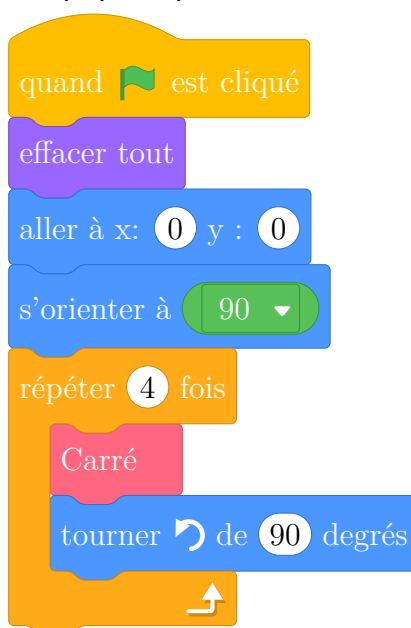 quand est cliqué
effacer tout
aller à x: 0 y : 0
s'orienter à 90
répéter 4 fois
Carré
tourner de 90 degrés